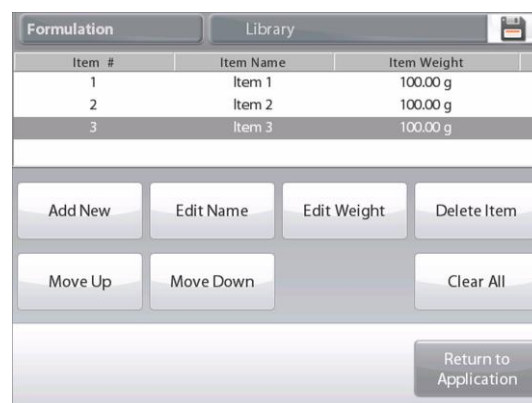 Formulation Library
Item # Item Name Item Weight
1 Item 1 100.00 g
2 Item 2 100.00 g
3 Item 3 100.00 g
Add New Edit Name Edit Weight Delete Item
Move Up Move Down Clear All
Return to
Application